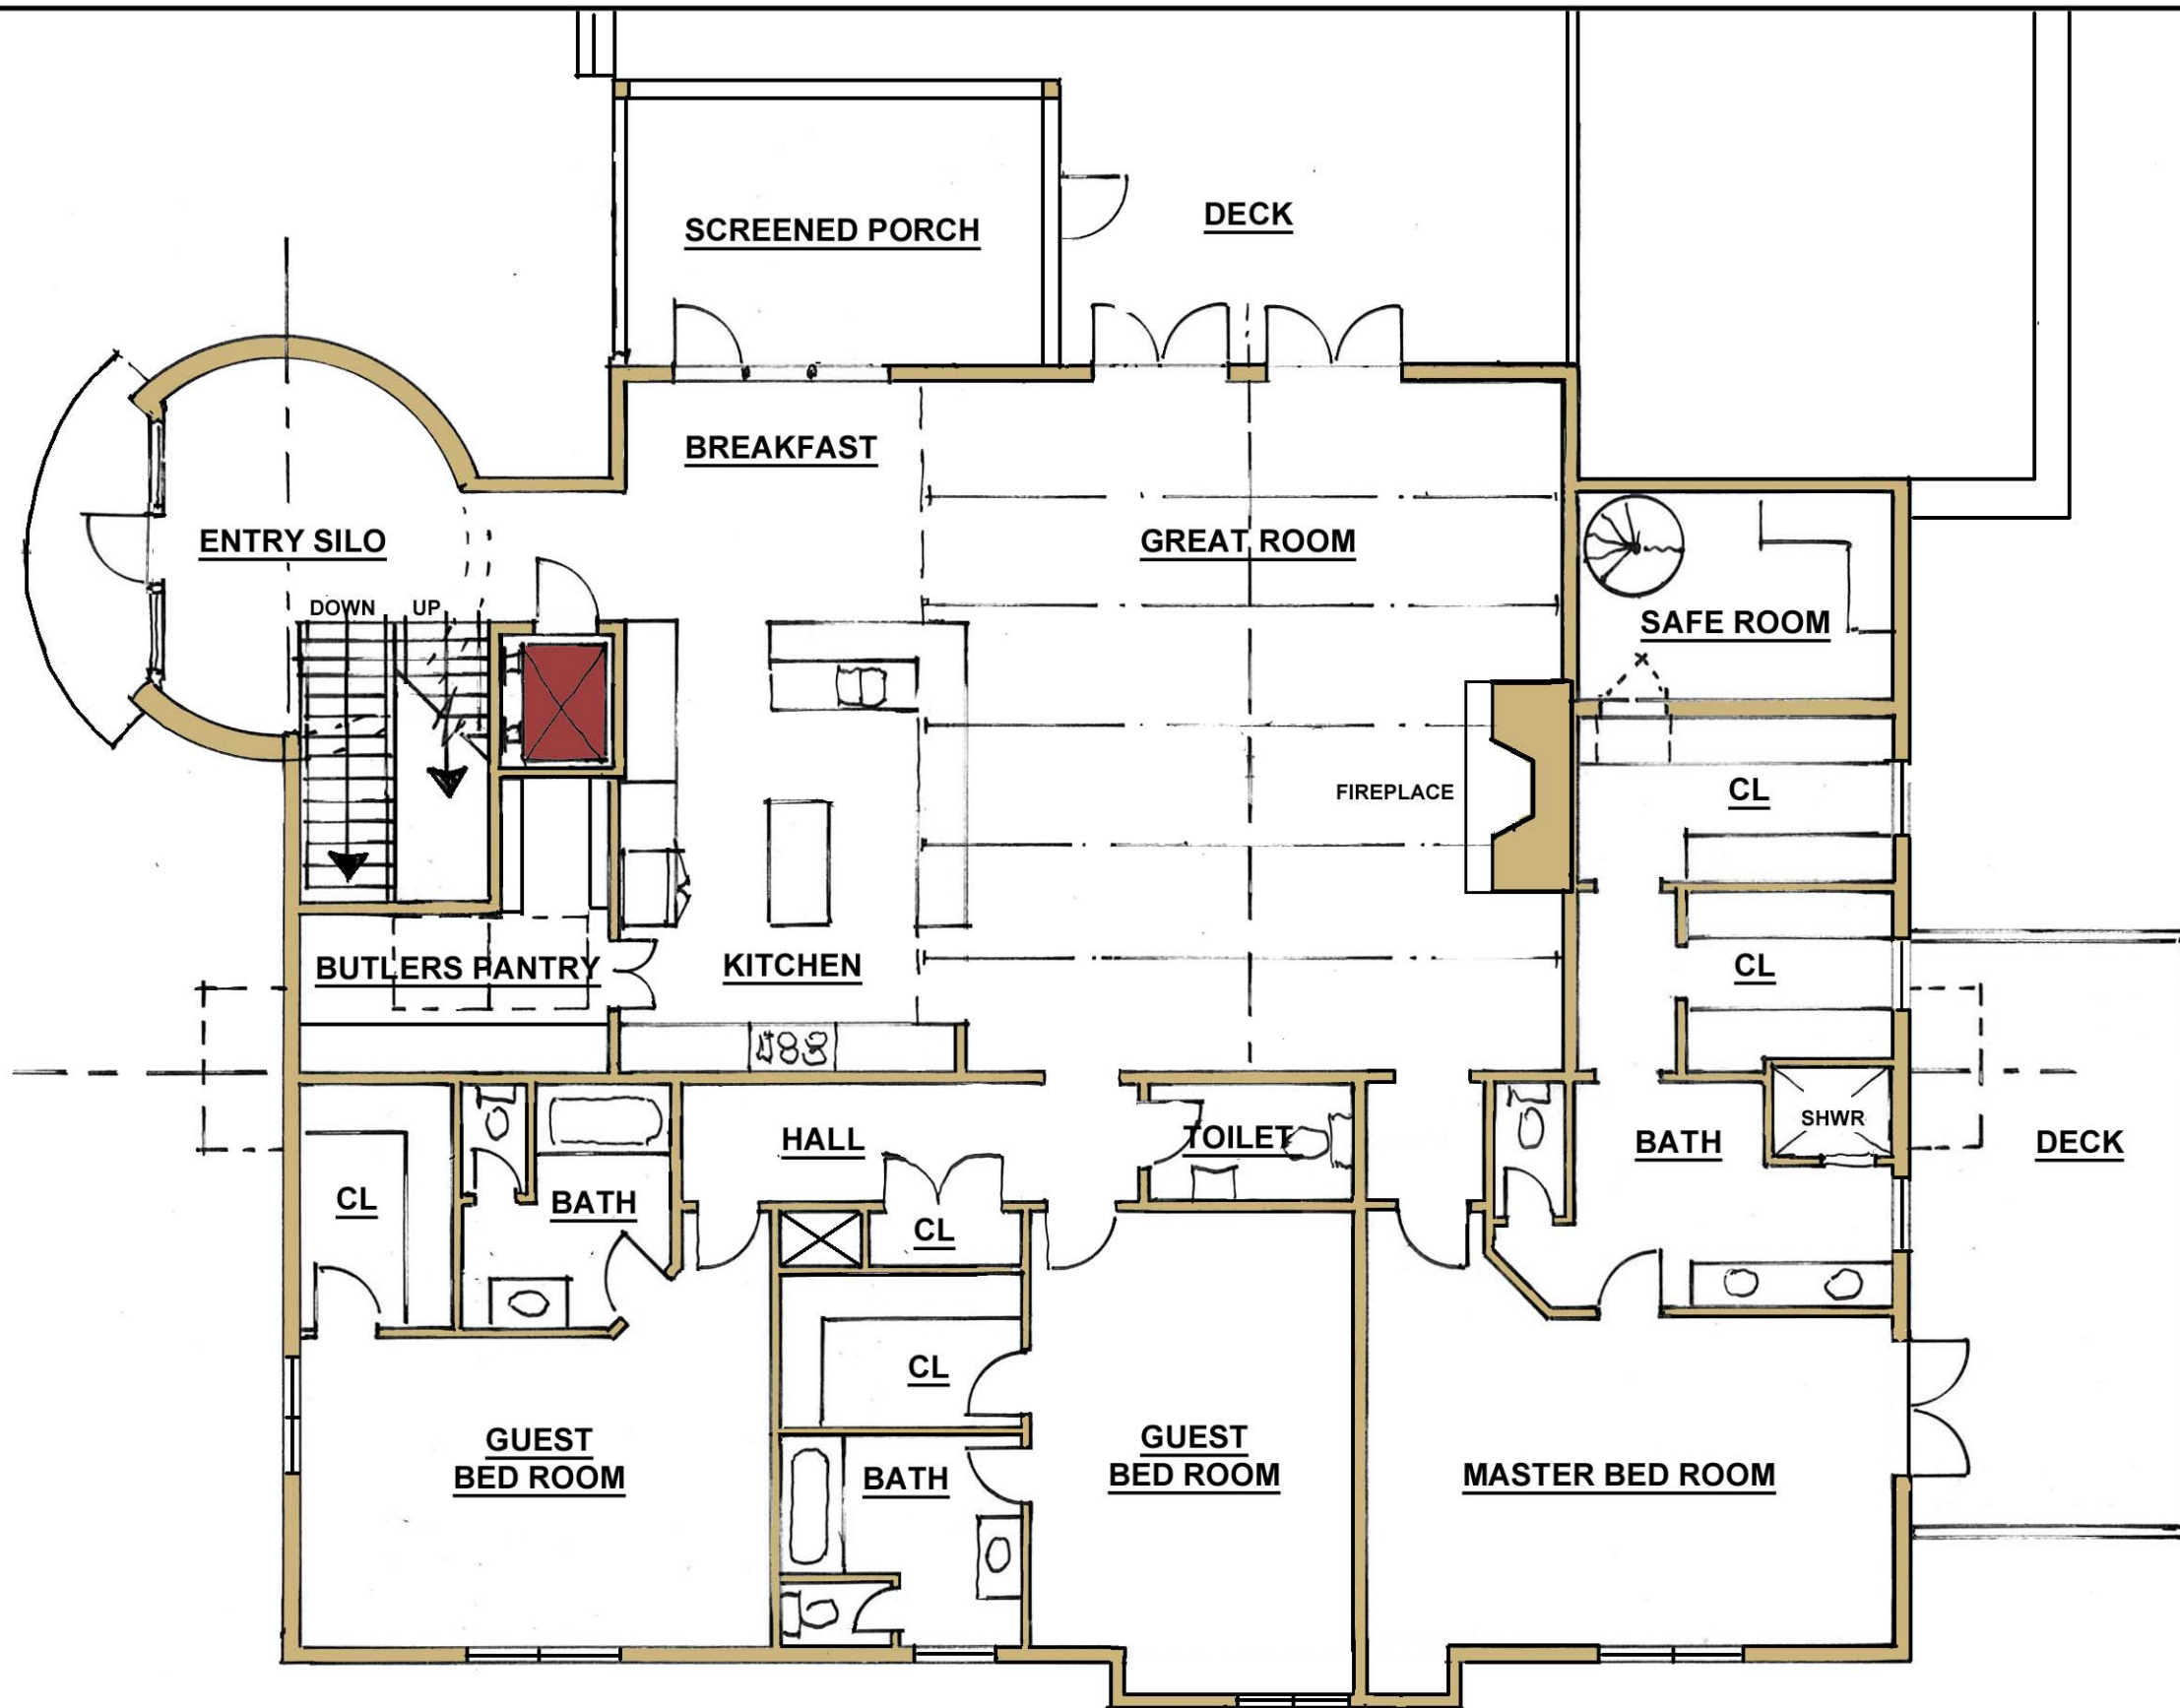 DECK
SCREENED PORCH
BREAKFAST
ENTRY SILO
GREAT ROOM
DOWN
UP
SAFE ROOM
FIREPLACE
CL
BUTLERS PANTRY
KITCHEN
CL
SHWR
HALL
TOILET
BATH
DECK
CL
BATH
CL
CL
GUEST
BED ROOM
BATH
GUEST
BED ROOM
MASTER BED ROOM